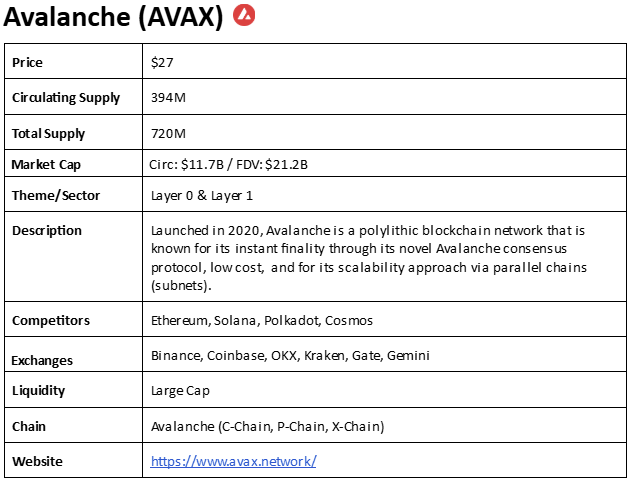 Avalanche (AVAX)
Price $27
Circulating Supply 394M
Total Supply 720M
Market Cap Circ: $11.7B / FDV: $21.2B
Theme/Sector Layer 0 & Layer 1
Description Launched in 2020, Avalanche is a polylithic blockchain network that is
known for its instant finality through its novel Avalanche consensus
protocol, low cost, and for its scalability approach via parallel chains
(subnets).
Competitors Ethereum, Solana, Polkadot, Cosmos
Exchanges Binance, Coinbase, OKX, Kraken, Gate, Gemini
Liquidity Large Cap
Chain Avalanche (C-Chain, P-Chain, X-Chain)
Website https://www.avax.network/